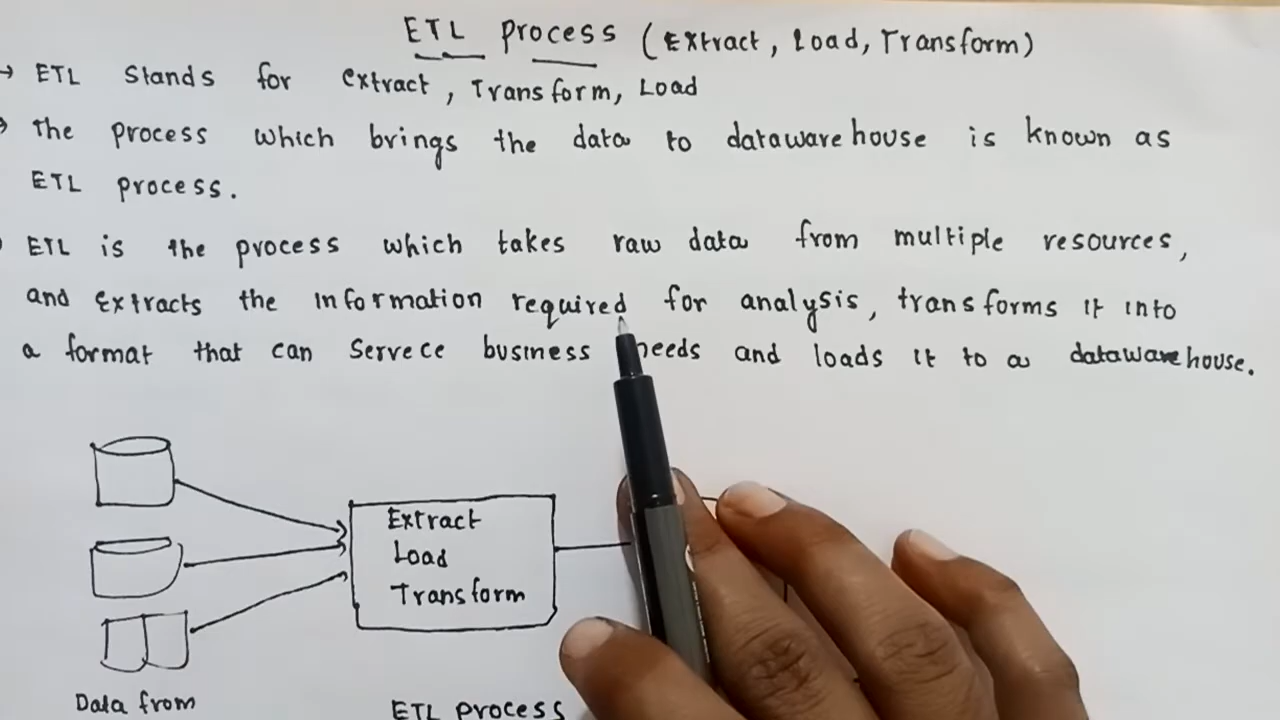 ETL process (Extract, Load, Transform)
→ ETL stands for extract, Transform, Load
→ The process which brings the data to datawarehouse is known as
ETL process.
ETL is the process which takes raw data from multiple resources,
and Extracts the information required for analysis, transforms it into
a format that can Servece business needs and loads it to a datawarehouse.
Extract
Load
Transform
Data from
ETL process